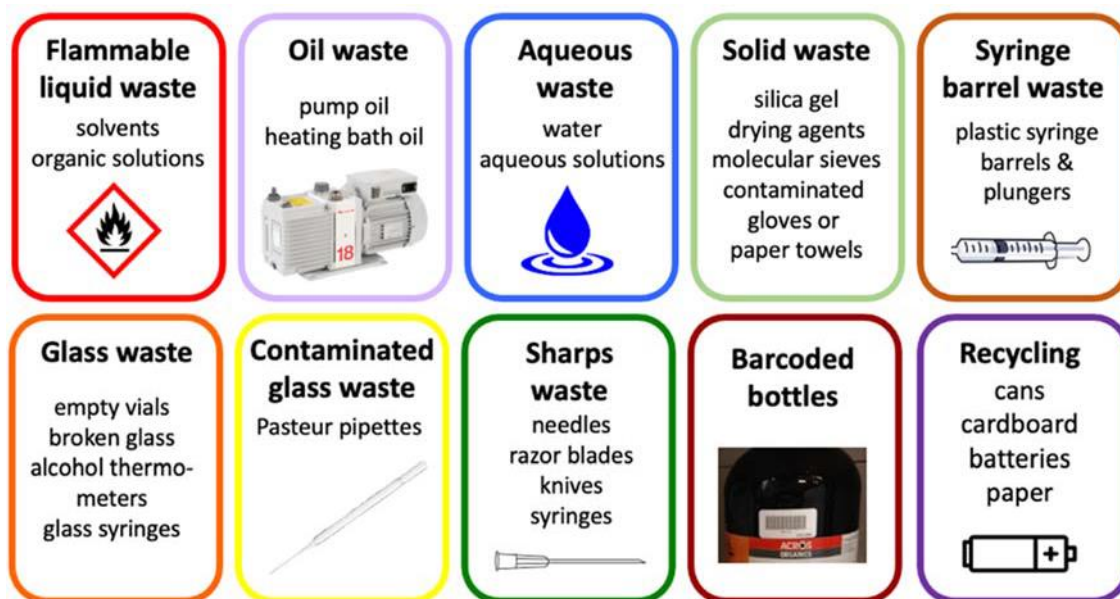 Flammable
liquid waste
solvents
organic solutions
Oil waste
pump oil
heating bath oil
18
Aqueous
waste
water
aqueous solutions
Solid waste
silica gel
drying agents
molecular sieves
contaminated
gloves or
paper towels
Syringe
barrel waste
plastic syringe
barrels &
plungers
Glass waste
empty vials
broken glass
alcohol thermo-
meters
glass syringes
Contaminated
glass waste
Pasteur pipettes
Sharps
waste
needles
razor blades
knives
syringes
Barcoded
bottles
ACROS
ORGANICS
Recycling
cans
cardboard
batteries
paper